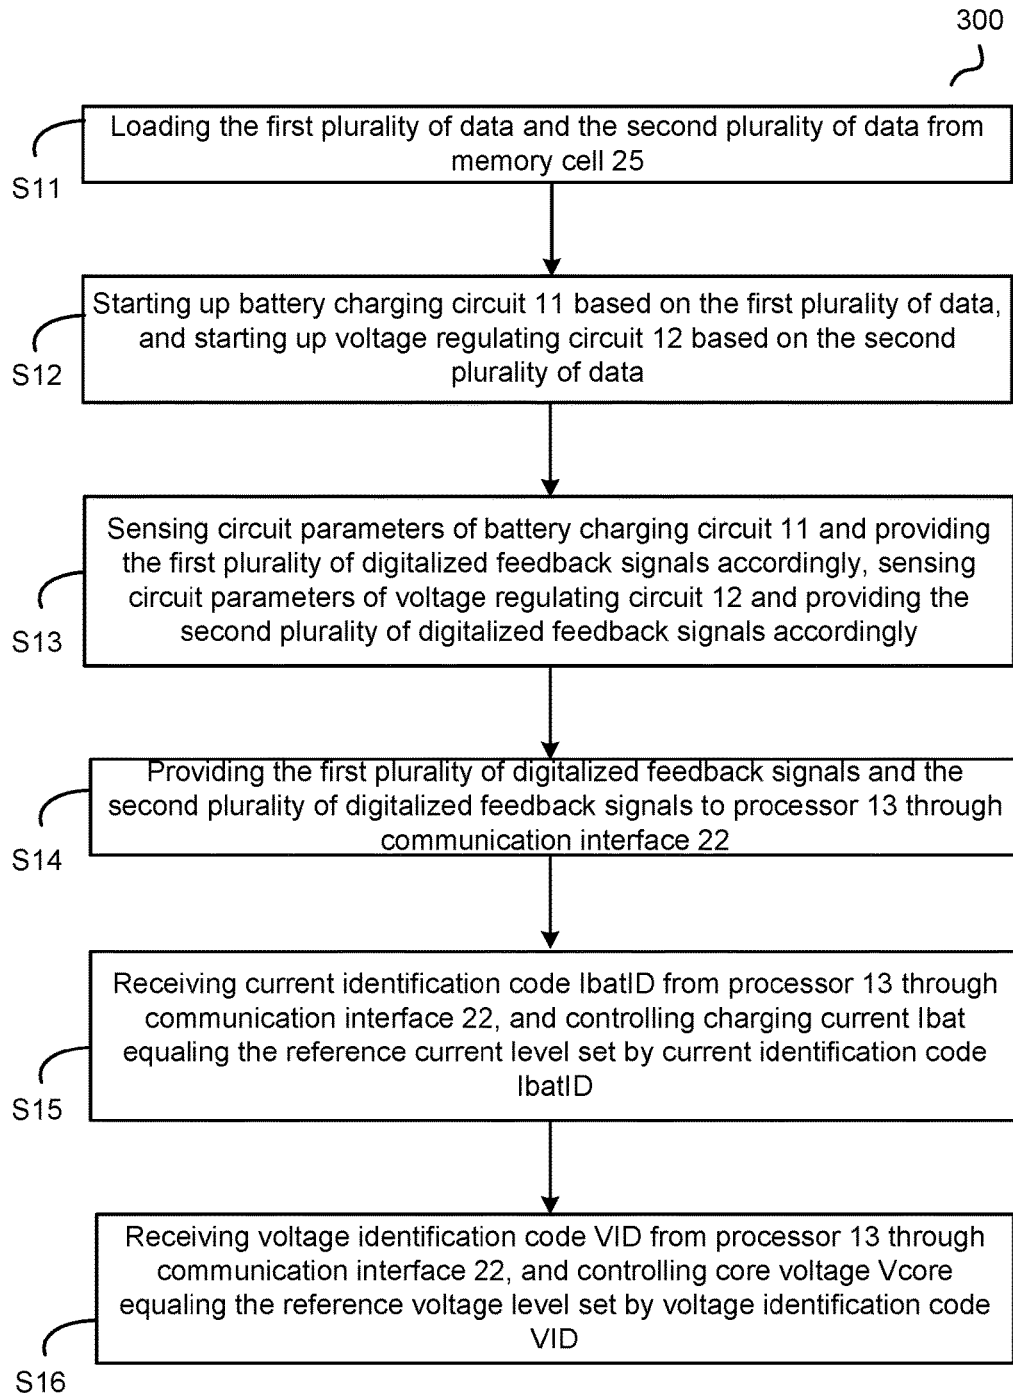 300
Loading the first plurality of data and the second plurality of data from
memory cell 25
S11
Starting up battery charging circuit 11 based on the first plurality of data,
and starting up voltage regulating circuit 12 based on the second
plurality of data
S12
Sensing circuit parameters of battery charging circuit 11 and providing
the first plurality of digitalized feedback signals accordingly, sensing
circuit parameters of voltage regulating circuit 12 and providing the
second plurality of digitalized feedback signals accordingly
S13
Providing the first plurality of digitalized feedback signals and the
second plurality of digitalized feedback signals to processor 13 through
communication interface 22
S14
Receiving current identification code IbatID from processor 13 through
communication interface 22, and controlling charging current Ibat
equaling the reference current level set by current identification code
IbatID
S15
Receiving voltage identification code VID from processor 13 through
communication interface 22, and controlling core voltage Vcore
equaling the reference voltage level set by voltage identification code
VID
S16